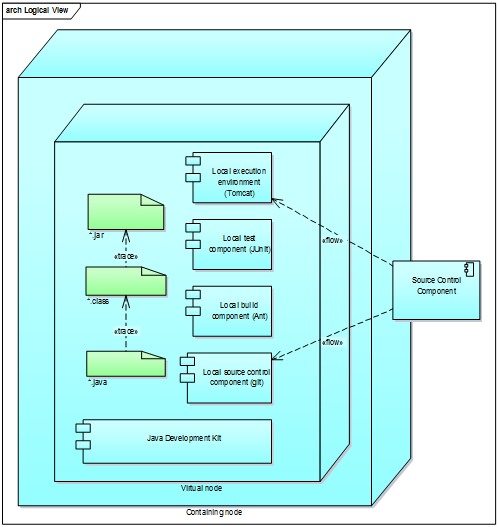 arch Logical View
Local execution
environment
(Tomcat)
*.jar
Local test
component (JUnit)
«flow»
«trace»
*.class
Source Control
Component
Local build
component (Ant)
«trace»
«flow»
*.java
Local source control
component (git)
Java Development Kit
Virtual node
Containing node